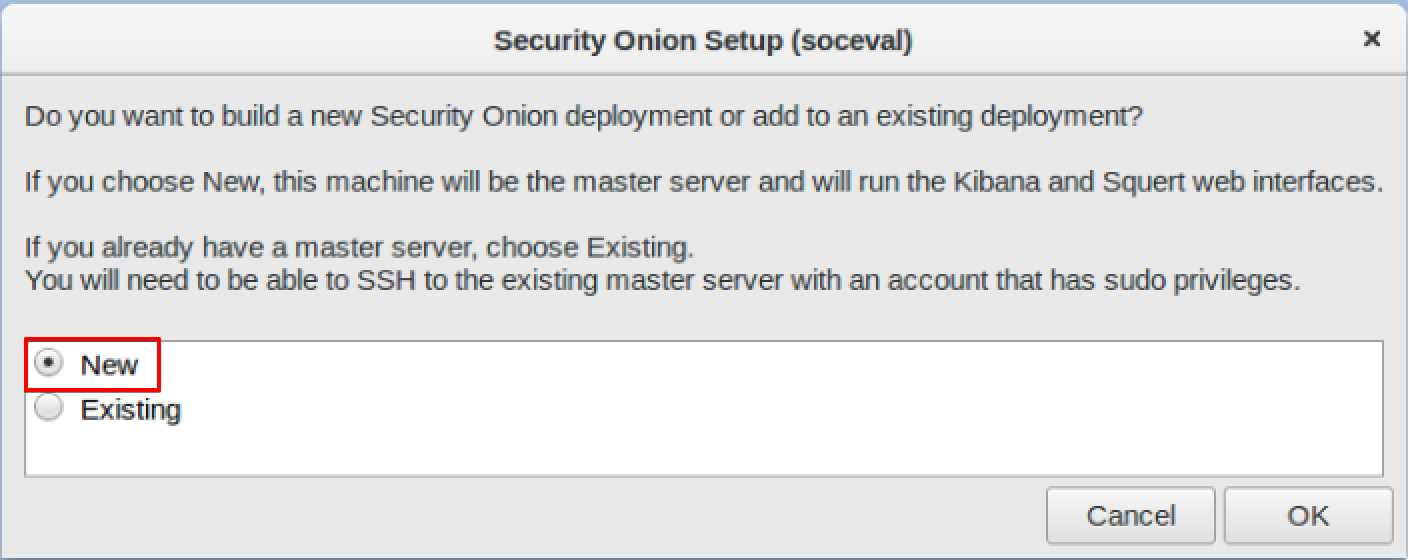 Security Onion Setup (soceval)
×
Do you want to build a new Security Onion deployment or add to an existing deployment?
If you choose New, this machine will be the master server and will run the Kibana and Squert web interfaces.
If you already have a master server, choose Existing.
You will need to be able to SSH to the existing master server with an account that has sudo privileges.
New
Existing
Cancel
OK